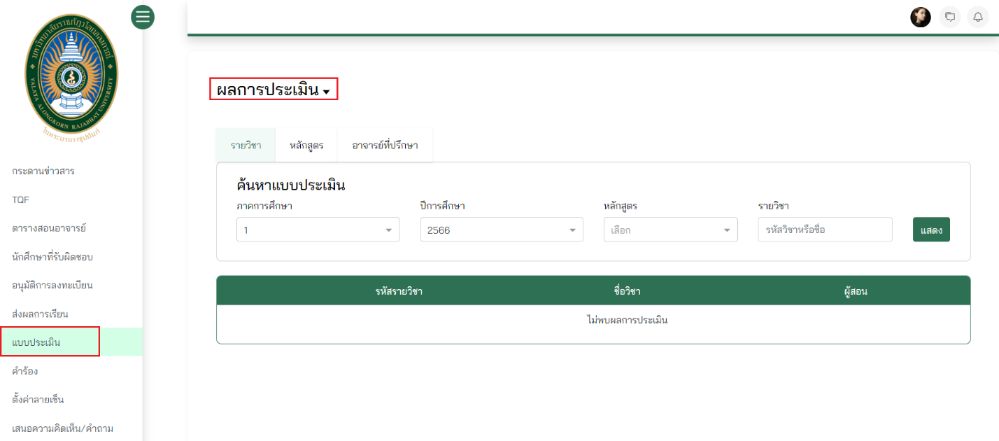 มหาวิทยาลัยราชภัฏวไลยอลงกรณ์
VALAYA ALONGKORN RAJABHAT UNIVERSITY
ในพระบรมราชูปถัมภ์
กระดานข่าวสาร
TQF
ตารางสอนอาจารย์
นักศึกษาที่รับผิดชอบ
อนุมัติการลงทะเบียน
ส่งผลการเรียน
แบบประเมิน
คำร้อง
ตั้งค่าลายเซ็น
เสนอความคิดเห็น/คำถาม
ผลการประเมิน
รายวิชา หลักสูตร อาจารย์ที่ปรึกษา
ค้นหาแบบประเมิน
ภาคการศึกษา ปีการศึกษา หลักสูตร รายวิชา
1 2566 เลือก รหัสวิชาหรือชื่อ แสดง
รหัสรายวิชา ชื่อวิชา ผู้สอน
ไม่พบผลการประเมิน